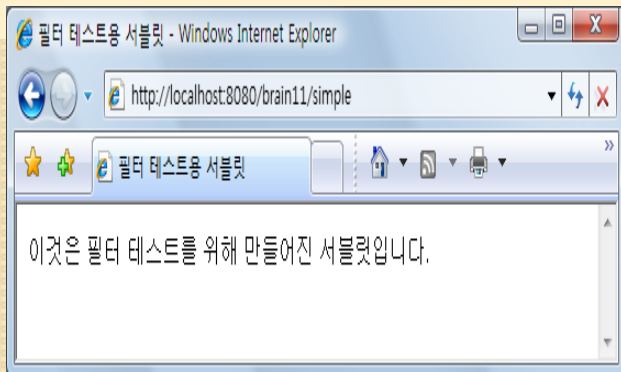 필터 테스트용 서블릿 - Windows Internet Explorer
http://localhost:8080/brain11/simple
필터 테스트용 서블릿
이것은 필터 테스트를 위해 만들어진 서블릿입니다.